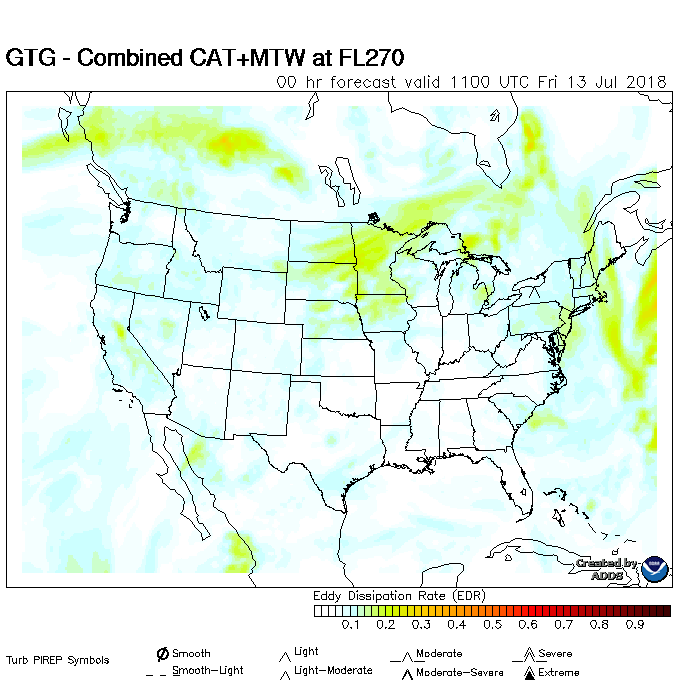 GTG - Combined CAT+MTW at FL270
00 hr forecast valid 1100 UTC Fri 13 Jul 2018
Created by
ADDS
Eddy Dissipation Rate (EDR)
0.1 0.2 0.3 0.4 0.5 0.6 0.7 0.8 0.9
Turb PIREP Symbols
Smooth Light Moderate Severe
Smooth-Light Light-Moderate Moderate-Severe Extreme